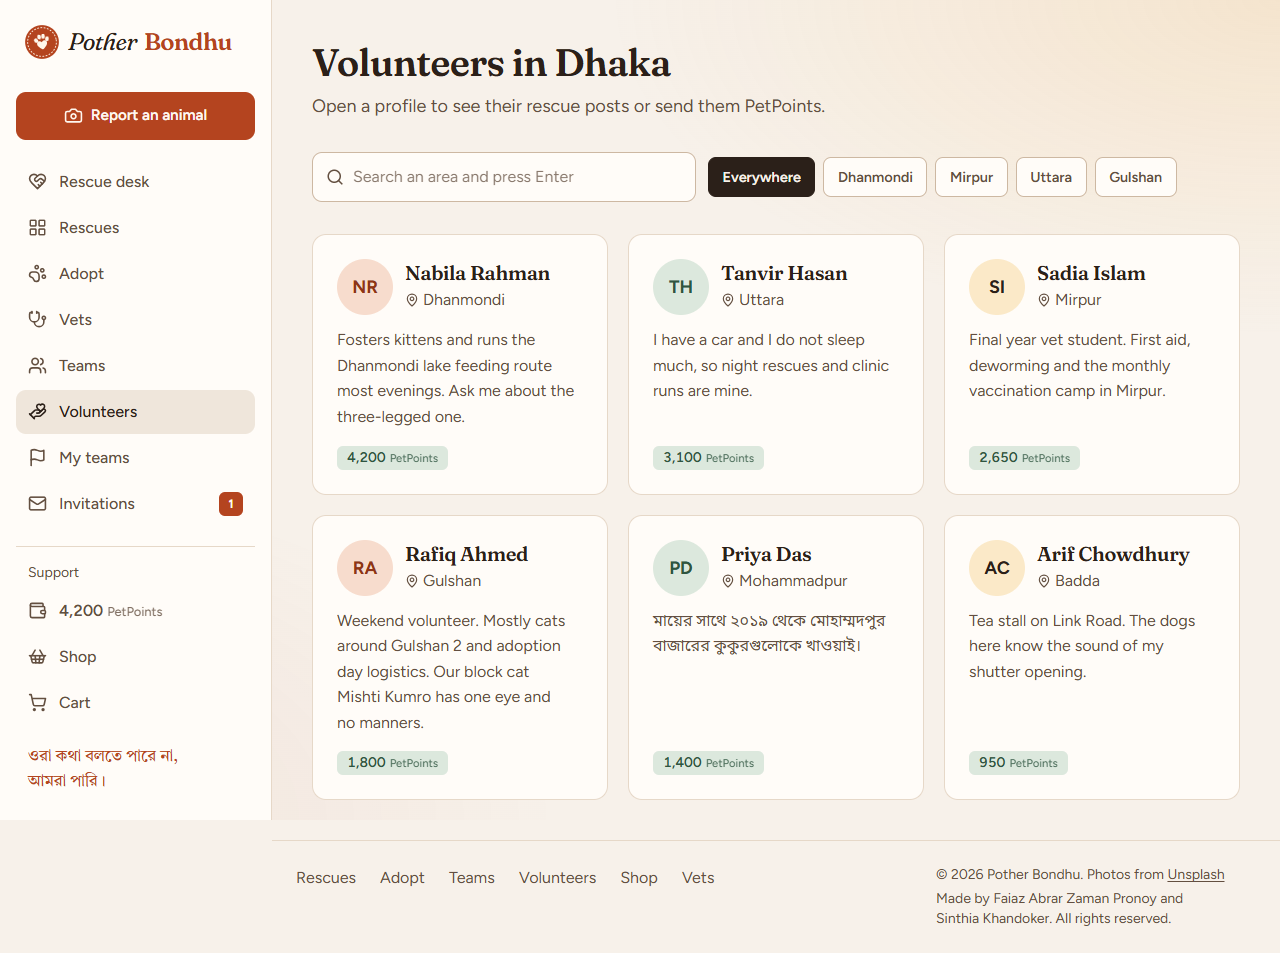 Pother Bondhu
Report an animal
Rescue desk
Rescues
Adopt
Vets
Teams
Volunteers
My teams
Invitations 1
Support
4,200 PetPoints
Shop
Cart
ওরা কথা বলতে পারে না,
আমরা পারি।
Volunteers in Dhaka
Open a profile to see their rescue posts or send them PetPoints.
Search an area and press Enter
Everywhere Dhanmondi Mirpur Uttara Gulshan
NR
Nabila Rahman
Dhanmondi
Fosters kittens and runs the
Dhanmondi lake feeding route
most evenings. Ask me about the
three-legged one.
4,200 PetPoints
TH
Tanvir Hasan
Uttara
I have a car and I do not sleep
much, so night rescues and clinic
runs are mine.
3,100 PetPoints
SI
Sadia Islam
Mirpur
Final year vet student. First aid,
deworming and the monthly
vaccination camp in Mirpur.
2,650 PetPoints
RA
Rafiq Ahmed
Gulshan
Weekend volunteer. Mostly cats
around Gulshan 2 and adoption
day logistics. Our block cat
Mishti Kumro has one eye and
no manners.
1,800 PetPoints
PD
Priya Das
Mohammadpur
মায়ের সাথে ২০১৯ থেকে মোহাম্মদপুর
বাজারের কুকুরগুলোকে খাওয়াই।
1,400 PetPoints
AC
Arif Chowdhury
Badda
Tea stall on Link Road. The dogs
here know the sound of my
shutter opening.
950 PetPoints
Rescues Adopt Teams Volunteers Shop Vets
© 2026 Pother Bondhu. Photos from Unsplash
Made by Faiaz Abrar Zaman Pronoy and
Sinthia Khandoker. All rights reserved.